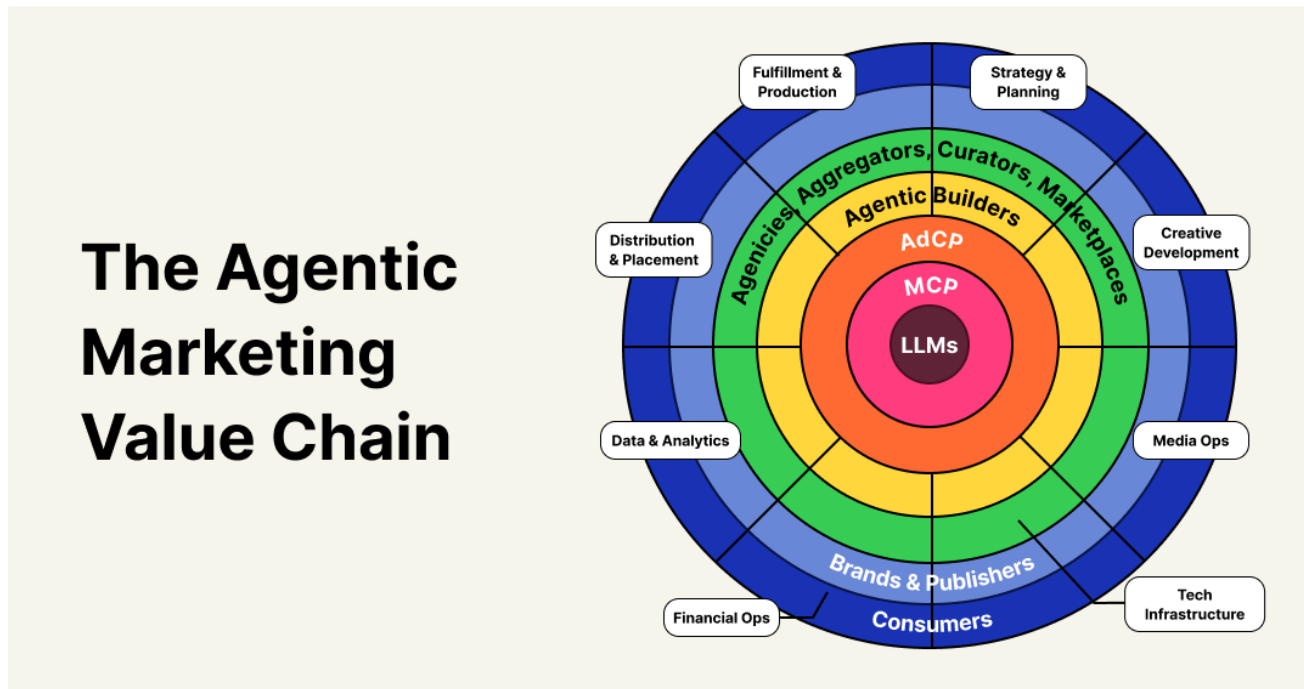 The Agentic
Marketing
Value Chain
Fulfillment &
Production
Strategy &
Planning
Distribution
& Placement
Creative
Development
Data & Analytics
Media Ops
Financial Ops
Tech
Infrastructure
Agenicies, Aggregators, Curators, Marketplaces
Agentic Builders
AdCP
MCP
LLMs
Brands & Publishers
Consumers